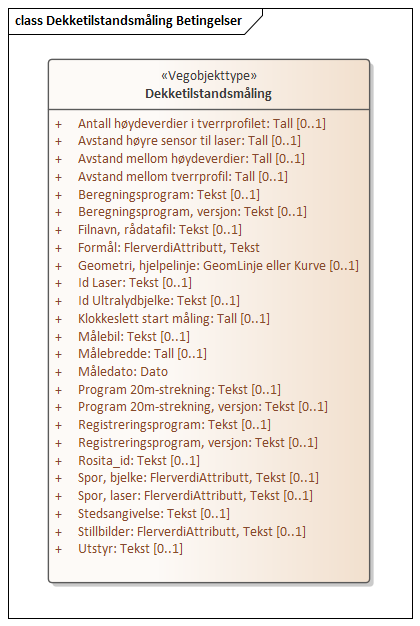 class Dekketilstandsmåling Betingelser
«Vegobjekttype»
Dekketilstandsmåling
+ Antall høydeverdier i tverrprofilet: Tall [0..1]
+ Avstand høyre sensor til laser: Tall [0..1]
+ Avstand mellom høydeverdier: Tall [0..1]
+ Avstand mellom tverrprofil: Tall [0..1]
+ Beregningsprogram: Tekst [0..1]
+ Beregningsprogram, versjon: Tekst [0..1]
+ Filnavn, rådatafil: Tekst [0..1]
+ Formål: FlerverdiAttributt, Tekst
+ Geometri, hjelpelinje: GeomLinje eller Kurve [0..1]
+ Id Laser: Tekst [0..1]
+ Id Ultralydbjelke: Tekst [0..1]
+ Klokkeslett start måling: Tall [0..1]
+ Målebil: Tekst [0..1]
+ Målebredde: Tall [0..1]
+ Måledato: Dato
+ Program 20m-strekning: Tekst [0..1]
+ Program 20m-strekning, versjon: Tekst [0..1]
+ Registreringsprogram: Tekst [0..1]
+ Registreringsprogram, versjon: Tekst [0..1]
+ Rosita_id: Tekst [0..1]
+ Spor, bjelke: FlerverdiAttributt, Tekst [0..1]
+ Spor, laser: FlerverdiAttributt, Tekst [0..1]
+ Stedsangivelse: Tekst [0..1]
+ Stillbilder: FlerverdiAttributt, Tekst [0..1]
+ Utstyr: Tekst [0..1]